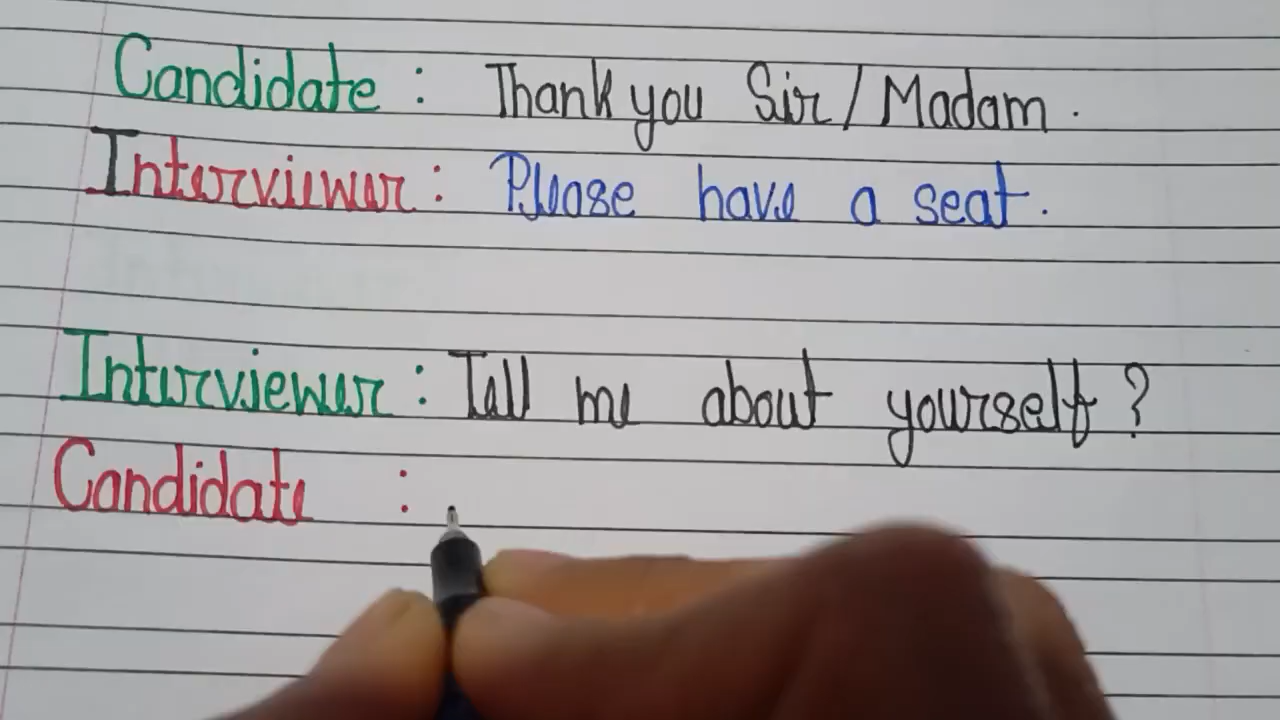 Candidate : Thank you Sir / Madam .
Interviewer : Please have a seat .
Interviewer : Tell me about yourself ?
Candidate :